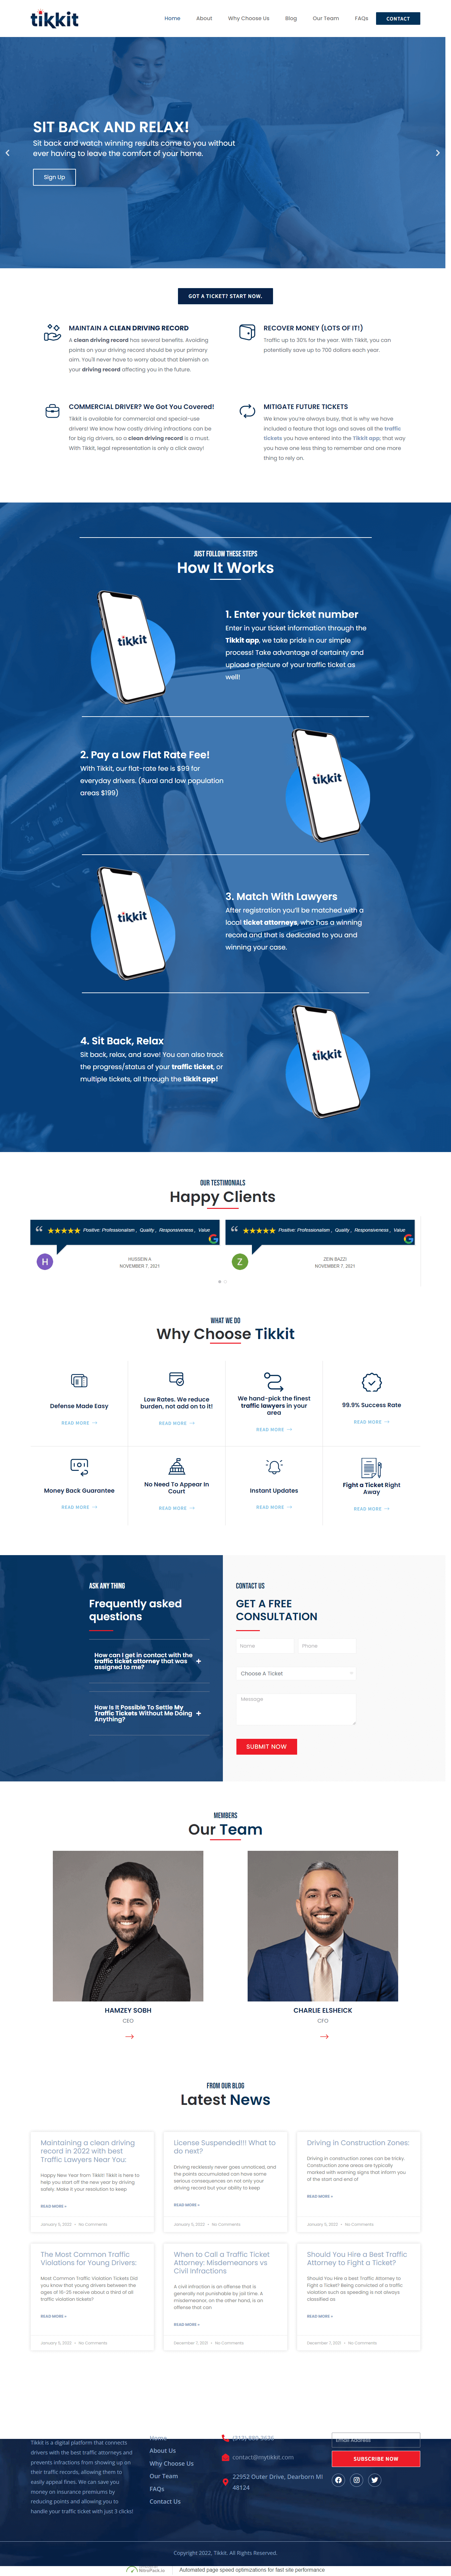 tikkit
Home About Why Choose Us Blog Our Team FAQs CONTACT
SIT BACK AND RELAX!
Sit back and watch winning results come to you without
ever having to leave the comfort of your home.
Sign Up
GOT A TICKET? START NOW.
MAINTAIN A CLEAN DRIVING RECORD
A clean driving record has several benefits. Avoiding
points on your driving record should be your primary
aim. You'll never have to worry about that blemish on
your driving record affecting you in the future.
RECOVER MONEY (LOTS OF IT!)
Traffic up to 30% for the year. With Tikkit, you can
potentially save up to 700 dollars each year.
COMMERCIAL DRIVER? We Got You Covered!
Tikkit is available for commercial and special-use
drivers! We know how costly driving infractions can be
for big rig drivers, so a clean driving record is a must.
With Tikkit, legal representation is only a click away!
MITIGATE FUTURE TICKETS
We know you're always busy, that is why we have
included a feature that logs and saves all the traffic
tickets you have entered into the Tikkit app; that way
you have one less thing to remember and one more
thing to rely on.
JUST FOLLOW THESE STEPS
How It Works
tikkit
1. Enter your ticket number
Enter in your ticket information through the
Tikkit app, we take pride in our simple
process! Take advantage of certainty and
upload a picture of your traffic ticket as
well!
2. Pay a Low Flat Rate Fee!
With Tikkit, our flat-rate fee is $99 for
everyday drivers. (Rural and low population
areas $199)
tikkit
tikkit
3. Match With Lawyers
After registration you'll be matched with a
local ticket attorneys, who has a winning
record and that is dedicated to you and
winning your case.
4. Sit Back, Relax
Sit back, relax, and save! You can also track
the progress/status of your traffic ticket, or
multiple tickets, all through the tikkit app!
tikkit
OUR TESTIMONIALS
Happy Clients
Positive: Professionalism , Quality , Responsiveness , Value
H
HUSSEIN A
NOVEMBER 7, 2021
Positive: Professionalism , Quality , Responsiveness , Value
Z
ZEIN BAZZI
NOVEMBER 7, 2021
WHAT WE DO
Why Choose Tikkit
Defense Made Easy
READ MORE
Low Rates. We reduce
burden, not add on to it!
READ MORE
We hand-pick the finest
traffic lawyers in your
area
READ MORE
99.9% Success Rate
READ MORE
Money Back Guarantee
READ MORE
No Need To Appear In
Court
READ MORE
Instant Updates
READ MORE
Fight a Ticket Right
Away
READ MORE
ASK ANY THING
Frequently asked
questions
How can I get in contact with the
traffic ticket attorney that was
assigned to me?
How Is It Possible To Settle My
Traffic Tickets Without Me Doing
Anything?
CONTACT US
GET A FREE
CONSULTATION
Name
Phone
Choose A Ticket
Message
SUBMIT NOW
MEMBERS
Our Team
HAMZEY SOBH
CEO
CHARLIE ELSHEICK
CFO
FROM OUR BLOG
Latest News
Maintaining a clean driving
record in 2022 with best
Traffic Lawyers Near You:
Happy New Year from Tikkit! Tikkit is here to
help you start off the new year by driving
safely. Make it your resolution to keep
READ MORE »
January 5, 2022 • No Comments
License Suspended!!! What to
do next?
Driving recklessly never goes unnoticed, and
the points accumulated can have some
serious consequences on not only your
driving record but your ability to keep
READ MORE »
January 5, 2022 • No Comments
Driving in Construction Zones:
Driving in construction zones can be tricky.
Construction zone areas are typically
marked with warning signs that inform you
of the start and end of
READ MORE »
January 5, 2022 • No Comments
The Most Common Traffic
Violations for Young Drivers:
Most Common Traffic Violation Tickets Did
you know that young drivers between the
ages of 16-25 receive about a third of all
traffic violation tickets?
READ MORE »
January 5, 2022 • No Comments
When to Call a Traffic Ticket
Attorney: Misdemeanors vs
Civil Infractions
A civil infraction is an offense that is
generally not punishable by jail time. A
misdemeanor, on the other hand, is an
offense that can
READ MORE »
December 7, 2021 • No Comments
Should You Hire a Best Traffic
Attorney to Fight a Ticket?
Should You Hire a best Traffic Attorney to
Fight a Ticket? Being convicted of a traffic
violation such as speeding is not always
classified as
READ MORE »
December 7, 2021 • No Comments
Tikkit is a digital platform that connects
drivers with the best traffic attorneys and
prevents infractions from showing up on
their traffic records, allowing them to
easily appeal fines. We can save you
money on insurance premiums by
reducing points and allowing you to
handle your traffic ticket with just 3 clicks!
Home
About Us
Why Choose Us
Our Team
FAQs
Contact Us
contact@mytikkit.com
22952 Outer Drive, Dearborn MI
48124
Email Address
SUBSCRIBE NOW
Copyright 2022, Tikkit. All Rights Reserved.
NitroPack.io
Automated page speed optimizations for fast site performance